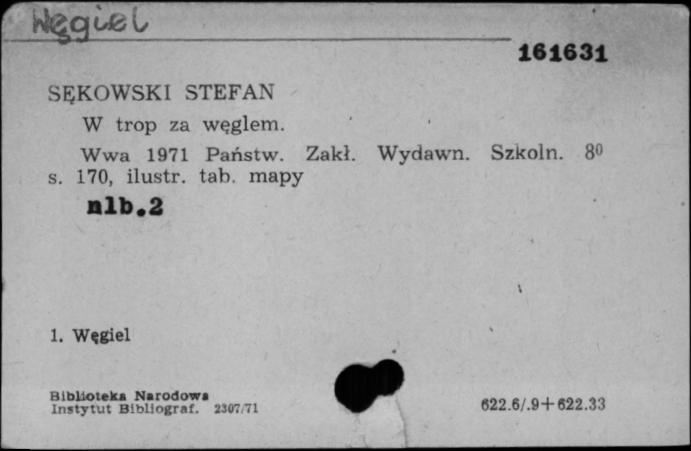 Węgiel
161631
SĘKOWSKI STEFAN
W trop za węglem.
Wwa 1971 Państw. Zakł. Wydawn. Szkoln. 8⁰
s. 170, ilustr. tab. mapy
nlb.2
1. Węgiel
Biblioteka Narodowa
Instytut Bibliograf. 2307/71
622.6/.9+622.33